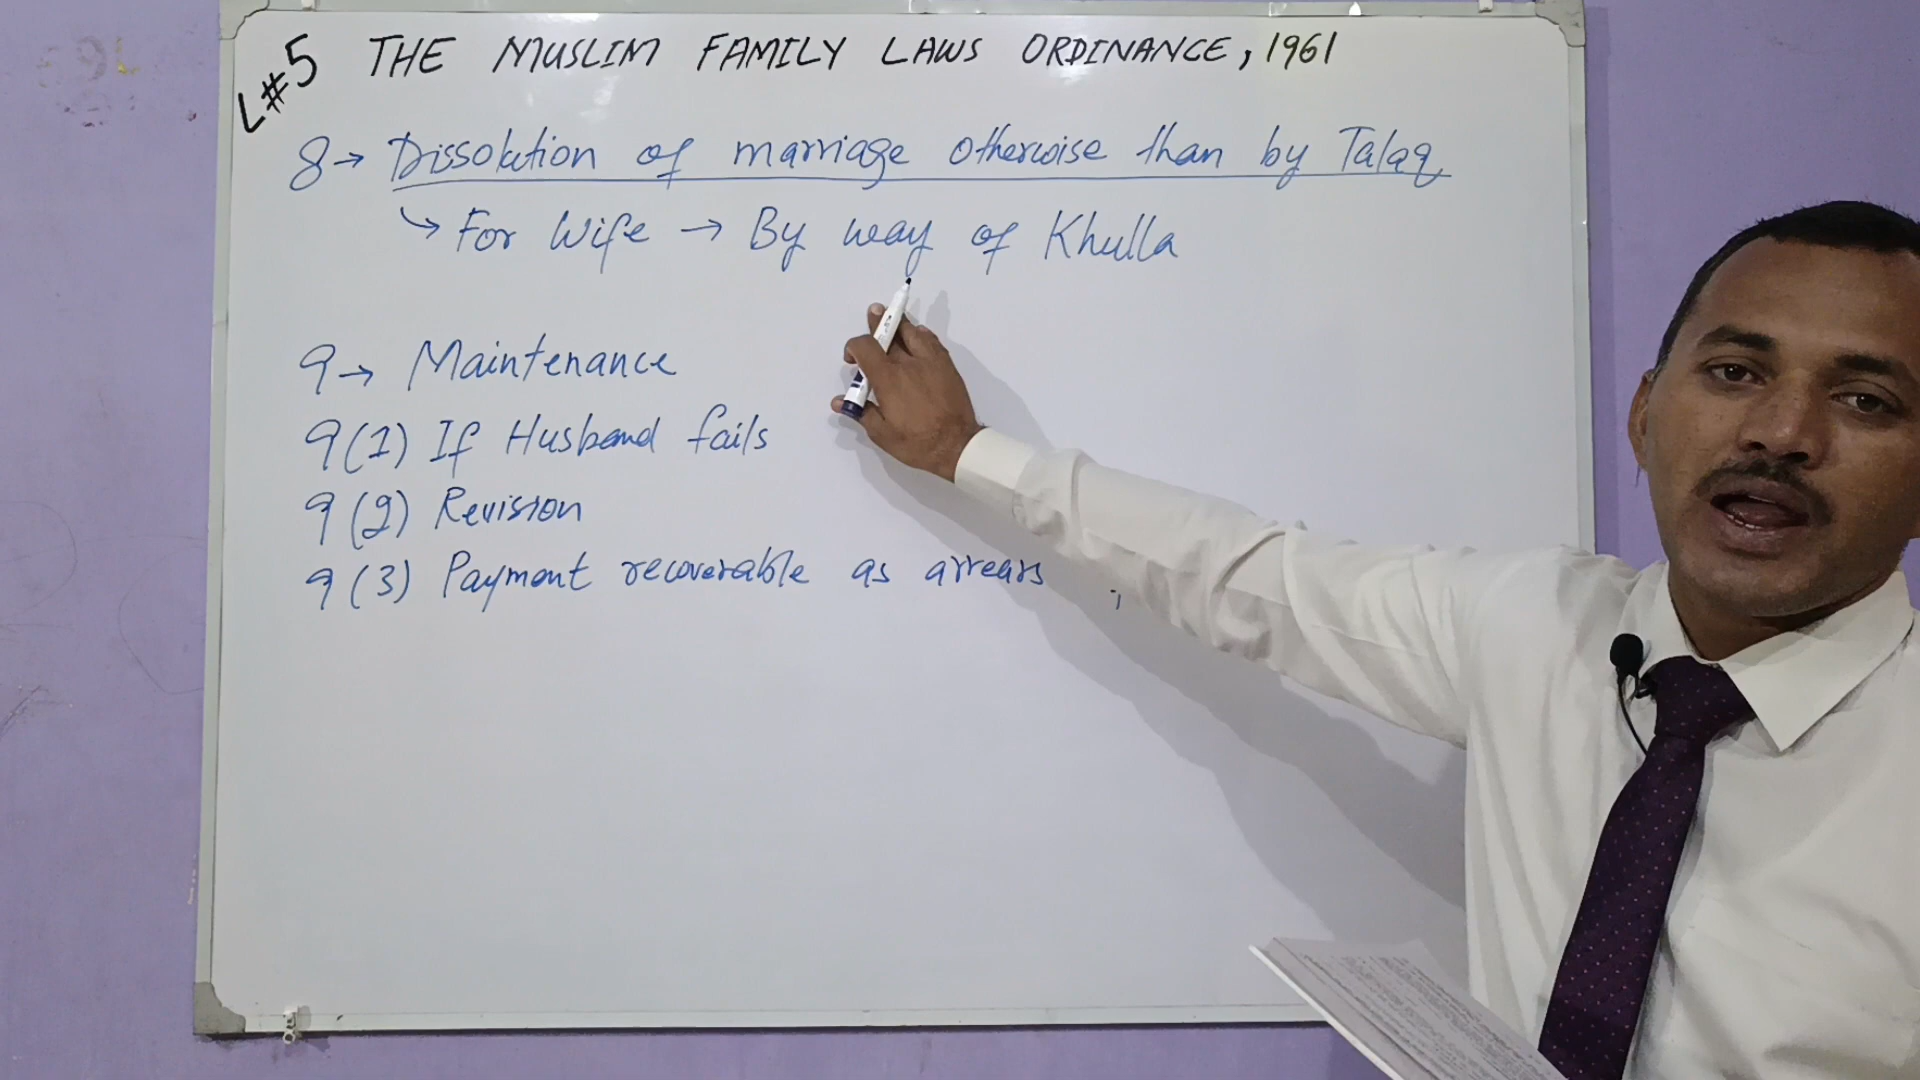 L#5 THE MUSLIM FAMILY LAWS ORDINANCE, 1961
8→ Dissolution of marriage otherwise than by Talaq
↳ For Wife → By way of Khulla
9→ Maintenance
9(1) If Husband fails
9(2) Revision
9(3) Payment recoverable as arrears